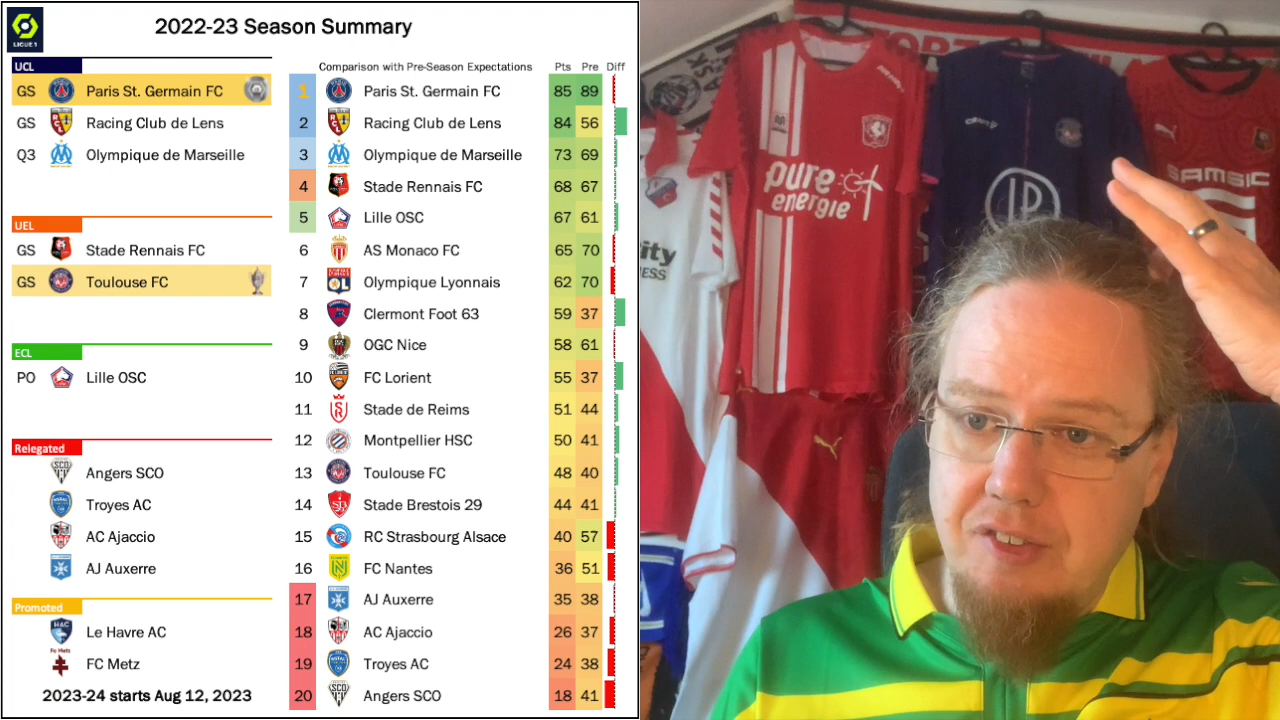 LIGUE 1
2022-23 Season Summary
UCL
GS Paris St. Germain FC
GS Racing Club de Lens
Q3 Olympique de Marseille
UEL
GS Stade Rennais FC
GS Toulouse FC
ECL
PO Lille OSC
Relegated
Angers SCO
Troyes AC
AC Ajaccio
AJ Auxerre
Promoted
Le Havre AC
FC Metz
2023-24 starts Aug 12, 2023
Comparison with Pre-Season Expectations Pts Pre Diff
1 Paris St. Germain FC 85 89
2 Racing Club de Lens 84 56
3 Olympique de Marseille 73 69
4 Stade Rennais FC 68 67
5 Lille OSC 67 61
6 AS Monaco FC 65 70
7 Olympique Lyonnais 62 70
8 Clermont Foot 63 59 37
9 OGC Nice 58 61
10 FC Lorient 55 37
11 Stade de Reims 51 44
12 Montpellier HSC 50 41
13 Toulouse FC 48 40
14 Stade Brestois 29 44 41
15 RC Strasbourg Alsace 40 57
16 FC Nantes 36 51
17 AJ Auxerre 35 38
18 AC Ajaccio 26 37
19 Troyes AC 24 38
20 Angers SCO 18 41
pure
energie
SAMSIC